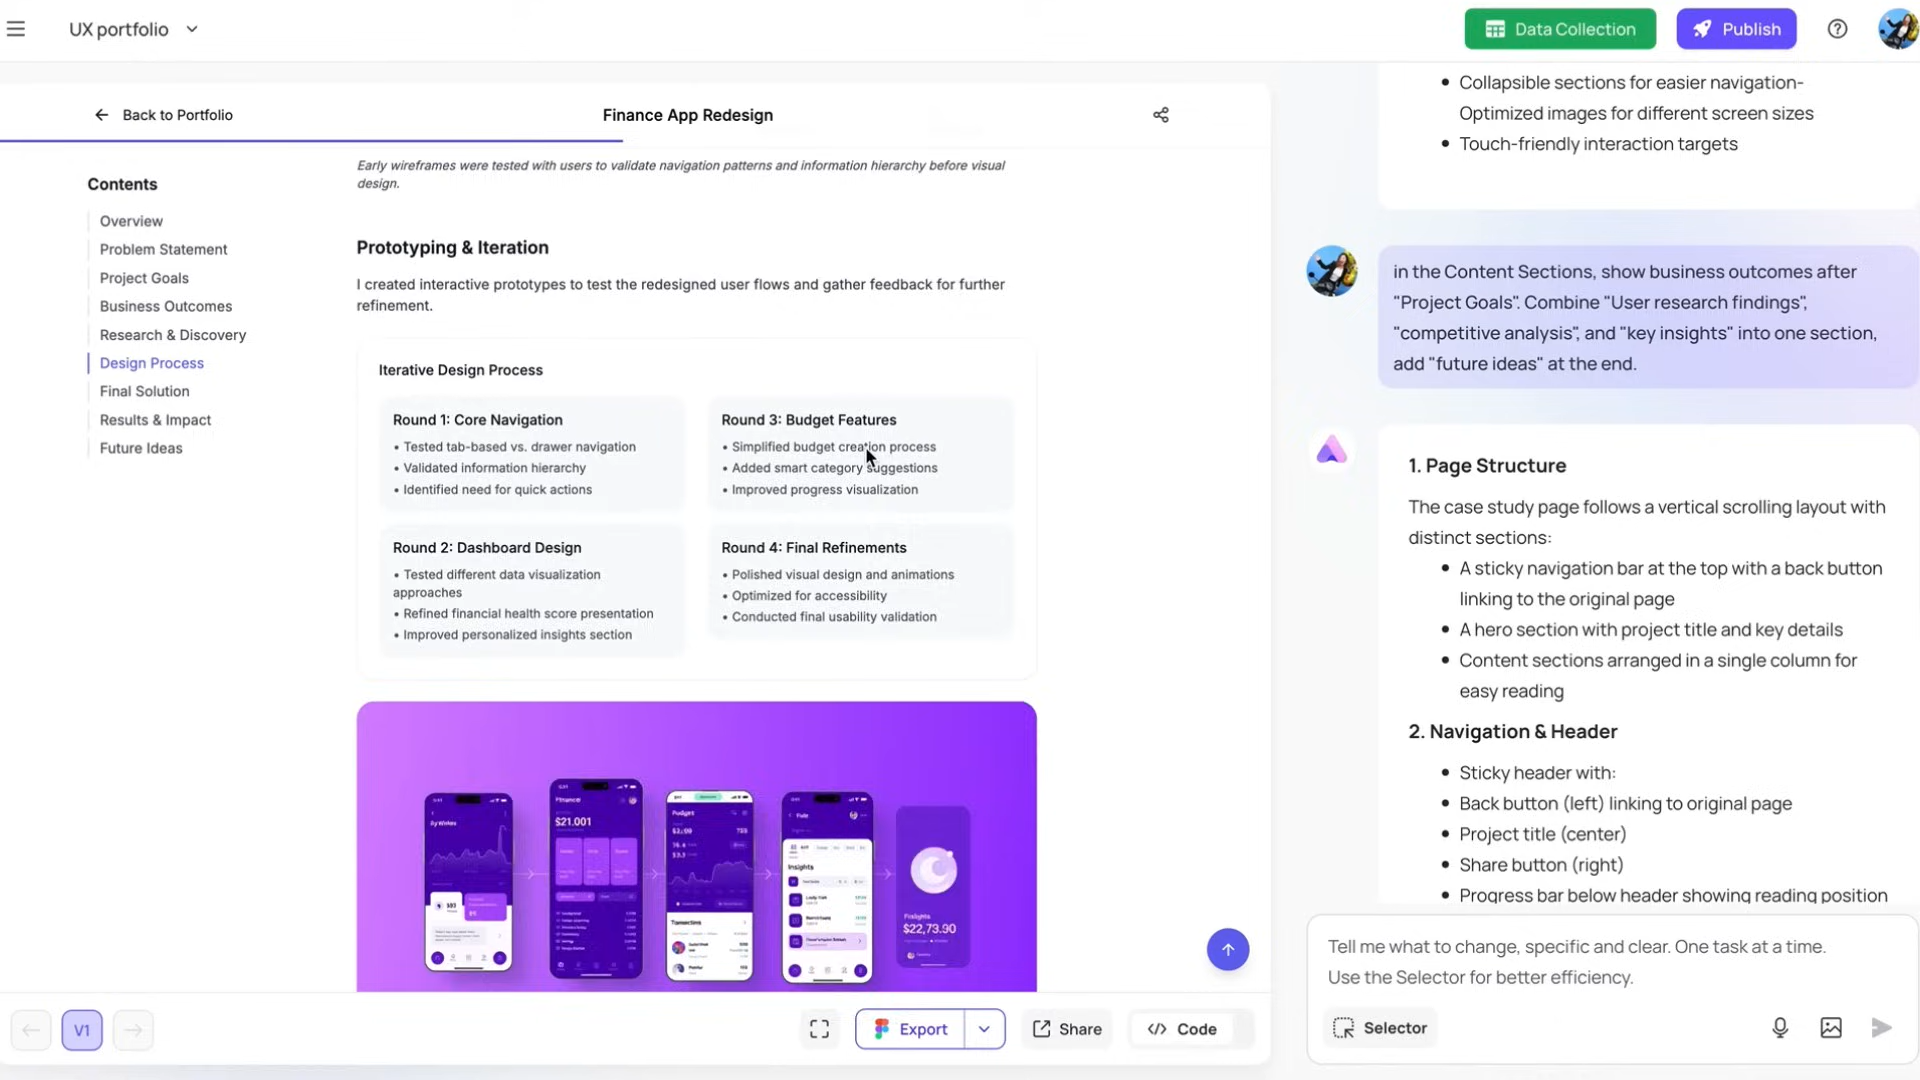 UX portfolio
Data Collection
Publish
Back to Portfolio
Finance App Redesign
Contents
Overview
Problem Statement
Project Goals
Business Outcomes
Research & Discovery
Design Process
Final Solution
Results & Impact
Future Ideas
Early wireframes were tested with users to validate navigation patterns and information hierarchy before visual
design.
Prototyping & Iteration
I created interactive prototypes to test the redesigned user flows and gather feedback for further
refinement.
Iterative Design Process
Round 1: Core Navigation
• Tested tab-based vs. drawer navigation
• Validated information hierarchy
• Identified need for quick actions
Round 3: Budget Features
• Simplified budget creation process
• Added smart category suggestions
• Improved progress visualization
Round 2: Dashboard Design
• Tested different data visualization
approaches
• Refined financial health score presentation
• Improved personalized insights section
Round 4: Final Refinements
• Polished visual design and animations
• Optimized for accessibility
• Conducted final usability validation
$21.001
Insights
$22,73.90
V1
Export
Share
Code
• Collapsible sections for easier navigation-
Optimized images for different screen sizes
• Touch-friendly interaction targets
in the Content Sections, show business outcomes after
"Project Goals". Combine "User research findings",
"competitive analysis", and "key insights" into one section,
add "future ideas" at the end.
1. Page Structure
The case study page follows a vertical scrolling layout with
distinct sections:
• A sticky navigation bar at the top with a back button
linking to the original page
• A hero section with project title and key details
• Content sections arranged in a single column for
easy reading
2. Navigation & Header
• Sticky header with:
• Back button (left) linking to original page
• Project title (center)
• Share button (right)
• Progress bar below header showing reading position
Tell me what to change, specific and clear. One task at a time.
Use the Selector for better efficiency.
Selector